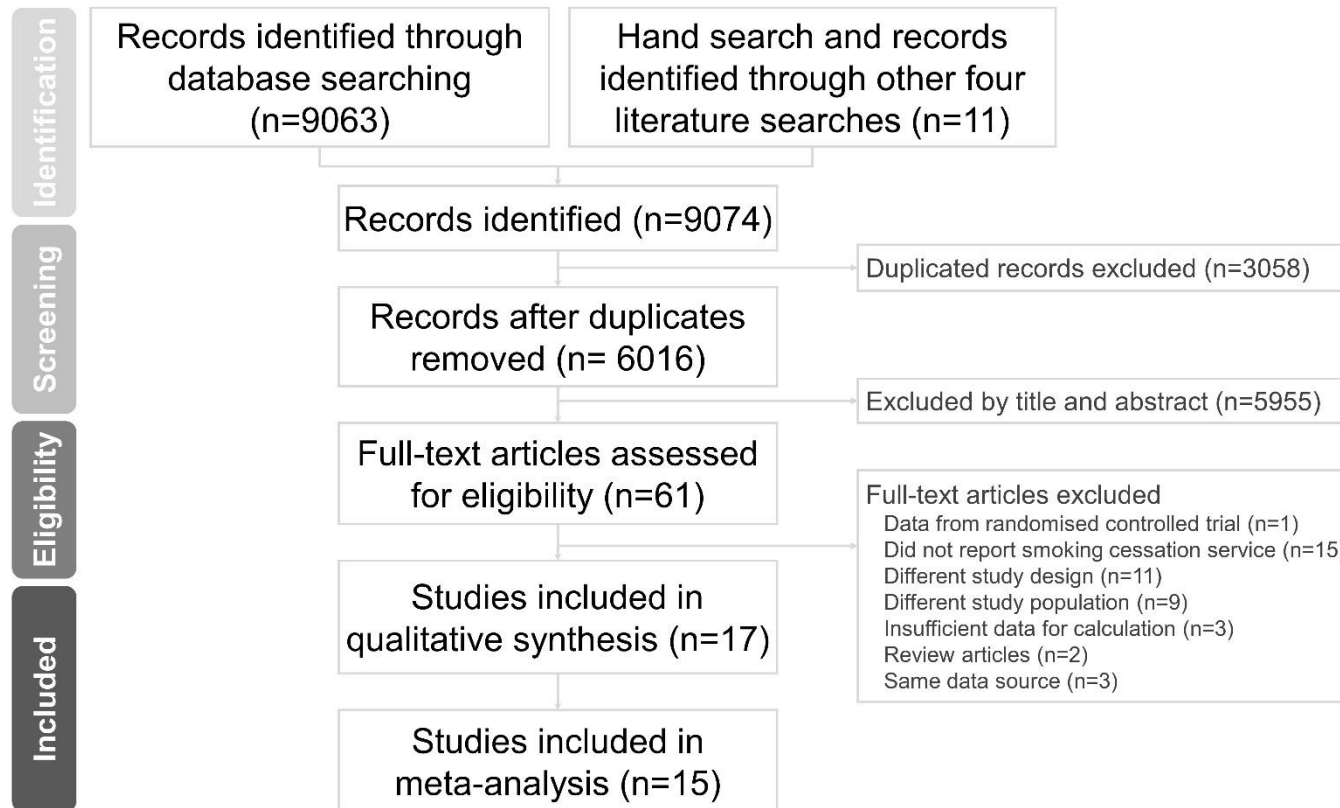 Identification
Records identified through
database searching
(n=9063)
Hand search and records
identified through other four
literature searches (n=11)
Records identified (n=9074)
Screening
Duplicated records excluded (n=3058)
Records after duplicates
removed (n= 6016)
Excluded by title and abstract (n=5955)
Eligibility
Full-text articles assessed
for eligibility (n=61)
Full-text articles excluded
Data from randomised controlled trial (n=1)
Did not report smoking cessation service (n=15
Different study design (n=11)
Different study population (n=9)
Insufficient data for calculation (n=3)
Review articles (n=2)
Same data source (n=3)
Included
Studies included in
qualitative synthesis (n=17)
Studies included in
meta-analysis (n=15)